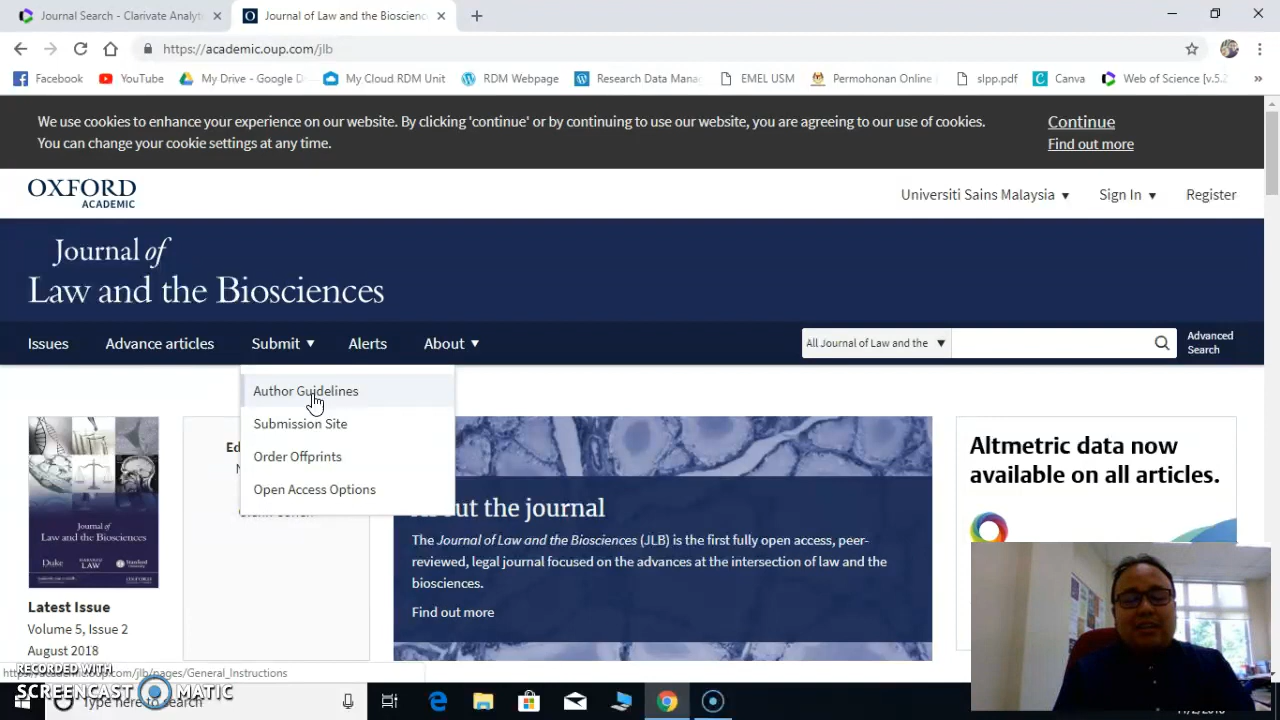 Journal Search - Clarivate Analyt
Journal of Law and the Bioscienc
https://academic.oup.com/jlb
Facebook YouTube My Drive - Google D My Cloud RDM Unit RDM Webpage Research Data Mana EMEL USM Permohonan Online slpp.pdf Canva Web of Science [v.5.2 »
We use cookies to enhance your experience on our website. By clicking 'continue' or by continuing to use our website, you are agreeing to our use of cookies.
You can change your cookie settings at any time.
Continue
Find out more
OXFORD
ACADEMIC
Universiti Sains Malaysia Sign In Register
Journal of
Law and the Biosciences
Issues Advance articles Submit Alerts About
All Journal of Law and the
Advanced
Search
Author Guidelines
Submission Site
Order Offprints
Open Access Options
Journal of
Law and the Biosciences
Duke
Stanford
Latest Issue
Volume 5, Issue 2
August 2018
the journal
The Journal of Law and the Biosciences (JLB) is the first fully open access, peer-
reviewed, legal journal focused on the advances at the intersection of law and the
biosciences.
Find out more
Altmetric data now
available on all articles.
https://academic.oup.com/jlb/pages/General_Instructions
RECORDED WITH
SCREENCAST MATIC
Type here to search